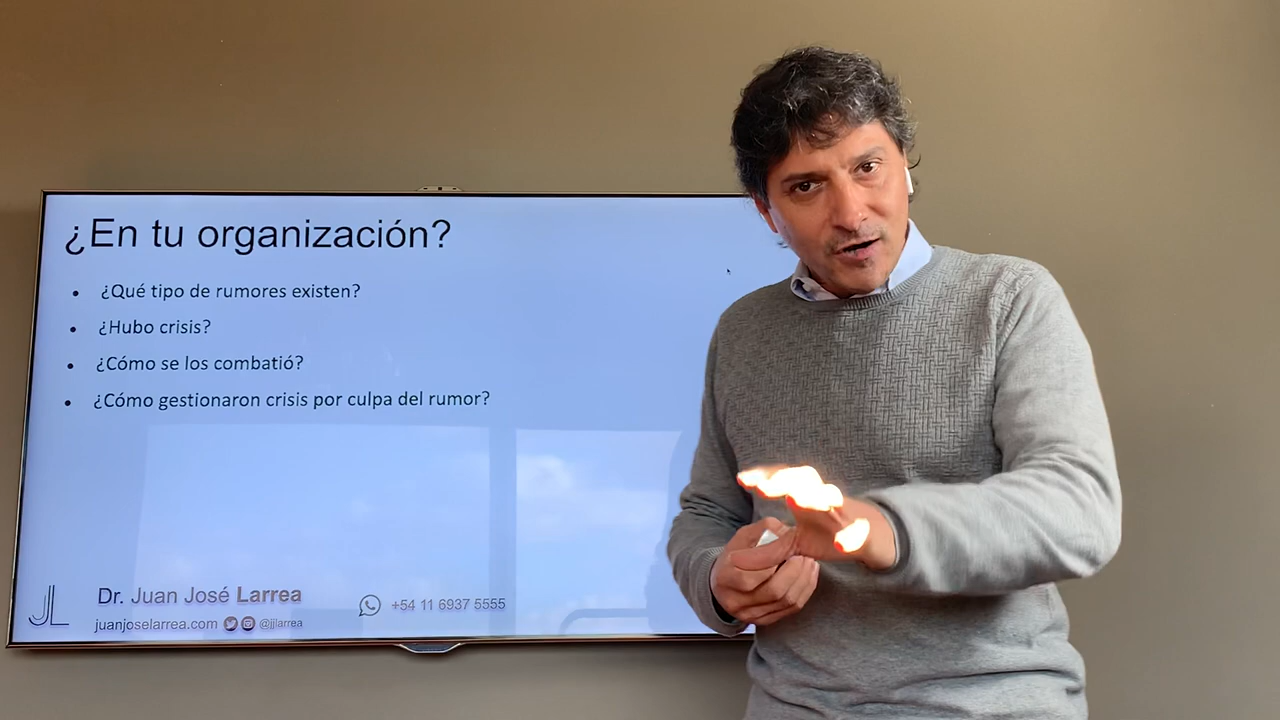 ¿En tu organización?
• ¿Qué tipo de rumores existen?
• ¿Hubo crisis?
• ¿Cómo se los combatió?
• ¿Cómo gestionaron crisis por culpa del rumor?
JL
Dr. Juan José Larrea
juanjoselarrea.com @jjlarrea
+54 11 6937 5555